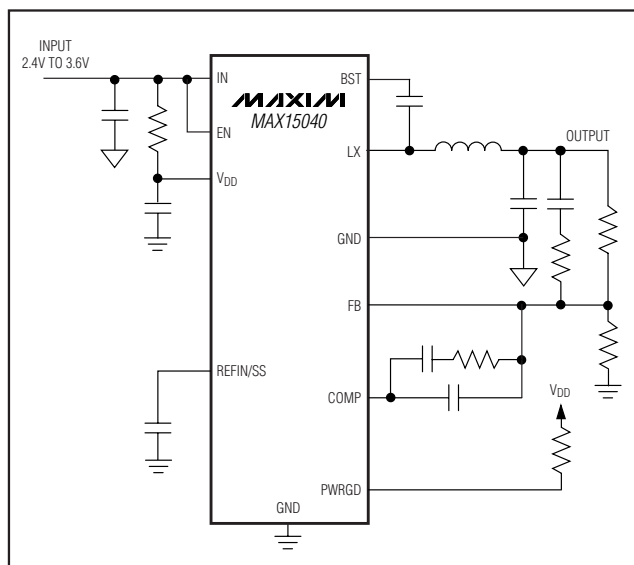 INPUT
2.4V TO 3.6V
IN
EN
VDD
REFIN/SS
MAXIM
MAX15040
BST
LX
OUTPUT
GND
FB
COMP
VDD
PWRGD
GND